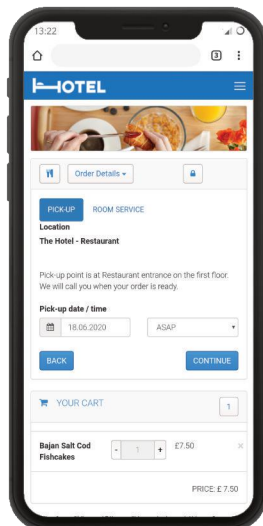 13:22
3
HOTEL
Order Details
PICK-UP ROOM SERVICE
Location
The Hotel - Restaurant
Pick-up point is at Restaurant entrance on the first floor.
We will call you when your order is ready.
Pick-up date / time
18.06.2020 ASAP
BACK CONTINUE
YOUR CART 1
Bajan Salt Cod - 1 + £7.50 ×
Fishcakes
PRICE: £ 7.50